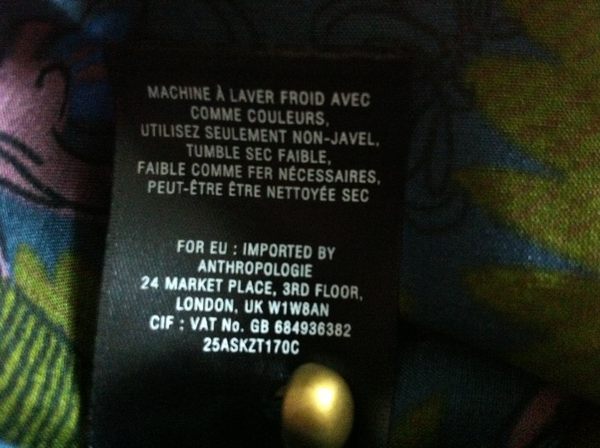 MACHINE À LAVER FROID AVEC
COMME COULEURS,
UTILISEZ SEULEMENT NON-JAVEL,
TUMBLE SEC FAIBLE,
FAIBLE COMME FER NÉCESSAIRES,
PEUT-ÊTRE ÊTRE NETTOYÉE SEC
FOR EU : IMPORTED BY
ANTHROPOLOGIE
24 MARKET PLACE, 3RD FLOOR,
LONDON, UK W1W8AN
CIF : VAT No. GB 684936382
25ASKZT170C